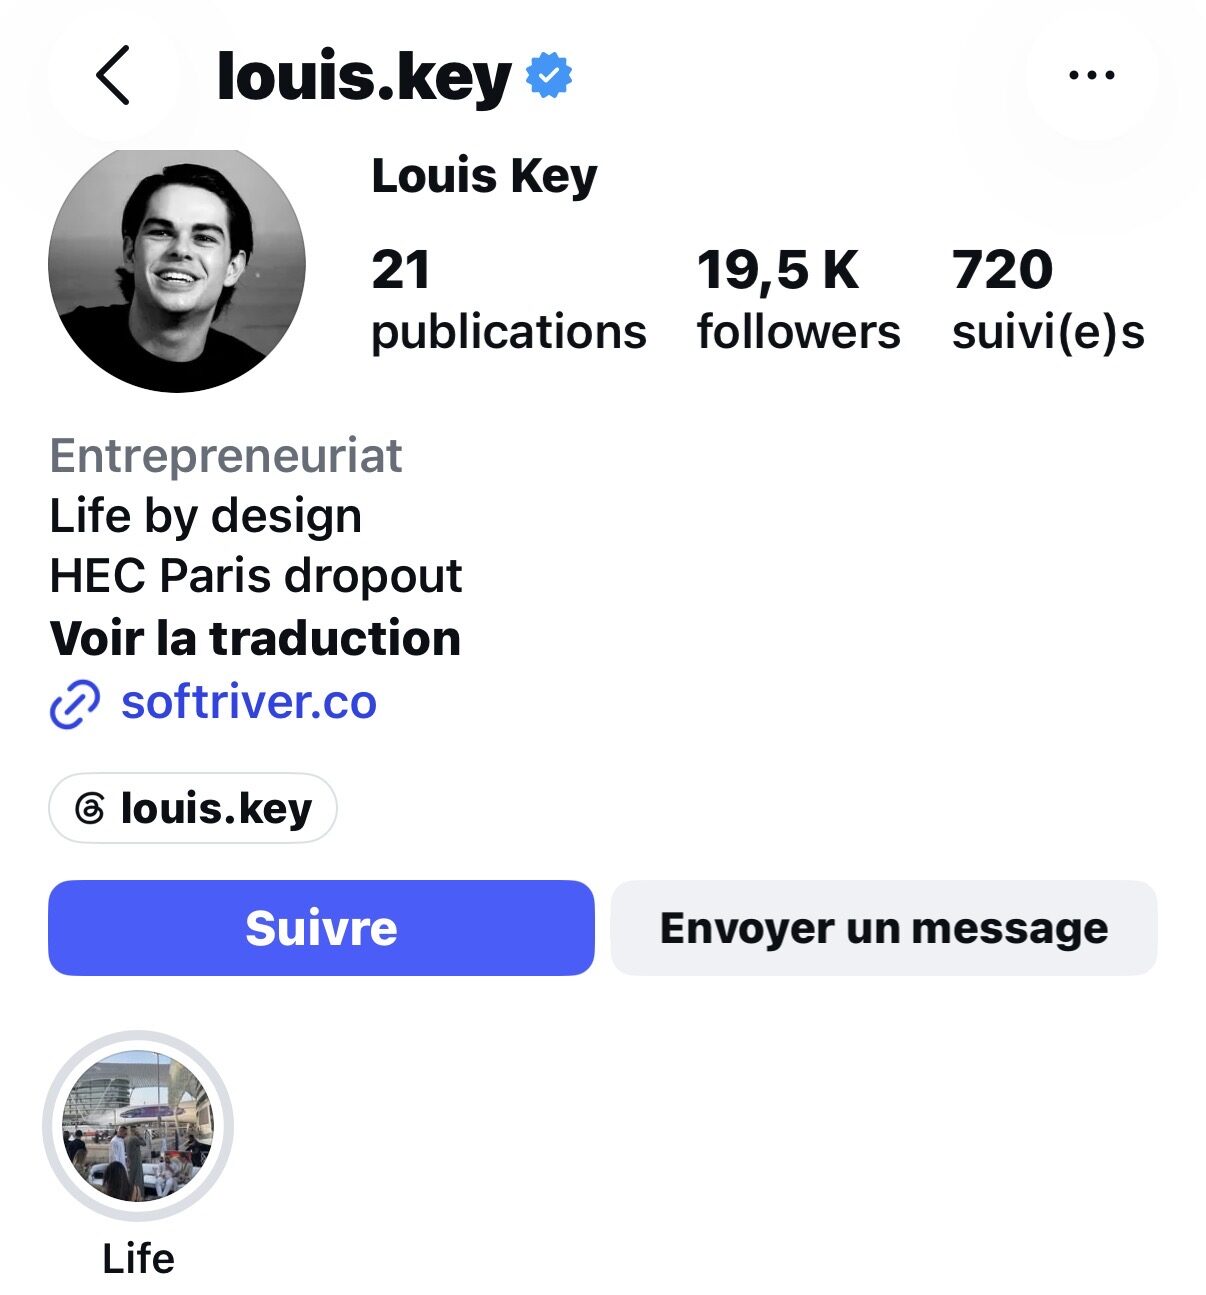 louis.key
Louis Key
21 19,5 K 720
publications followers suivi(e)s
Entrepreneuriat
Life by design
HEC Paris dropout
Voir la traduction
softriver.co
louis.key
Suivre Envoyer un message
Life